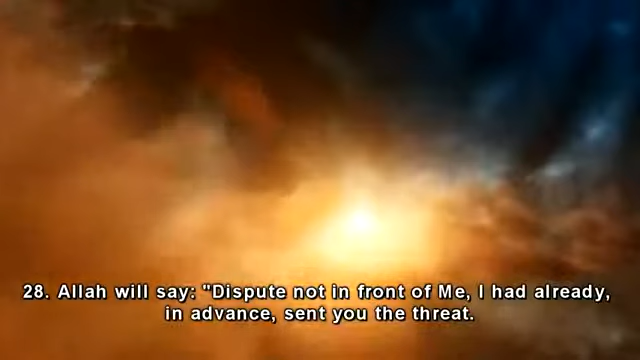 28. Allah will say: "Dispute not in front of Me, I had already,
in advance, sent you the threat.